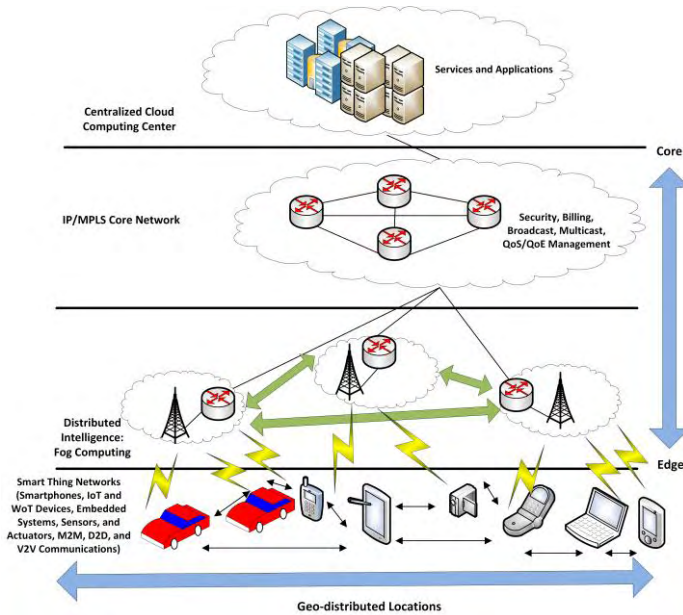 Services and Applications
Centralized Cloud
Computing Center
Core
IP/MPLS Core Network
Security, Billing,
Broadcast, Multicast,
QoS/QoE Management
Distributed
Intelligence:
Fog Computing
Edge
Smart Thing Networks
(Smartphones, IoT and
WoT Devices, Embedded
Systems, Sensors, and
Actuators, M2M, D2D, and
V2V Communications)
Geo-distributed Locations